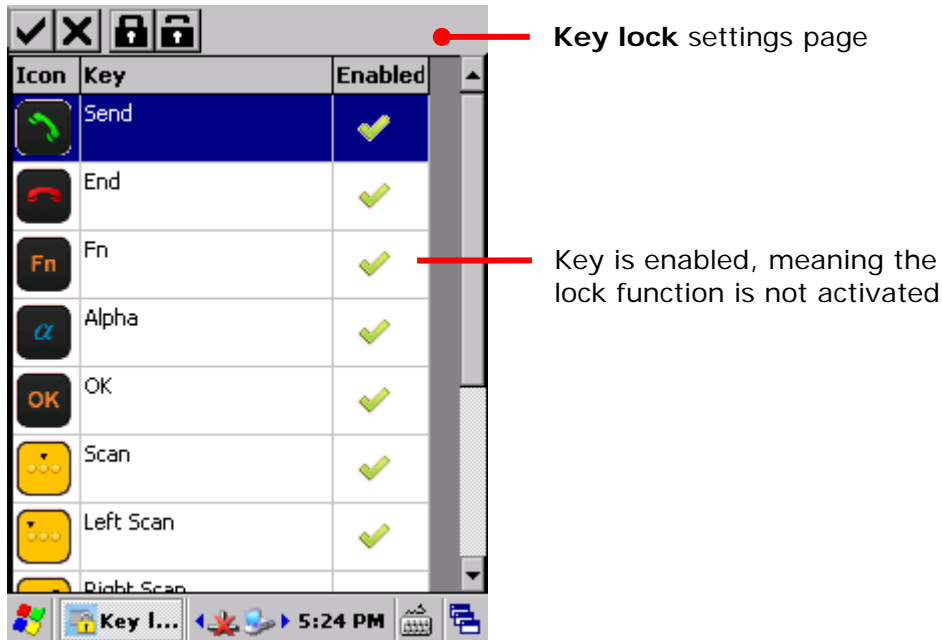 Key lock settings page
Icon Key Enabled
Send
End
Fn Fn
Key is enabled, meaning the
lock function is not activated
α Alpha
OK OK
Scan
Left Scan
Right Scan
Key l... 5:24 PM